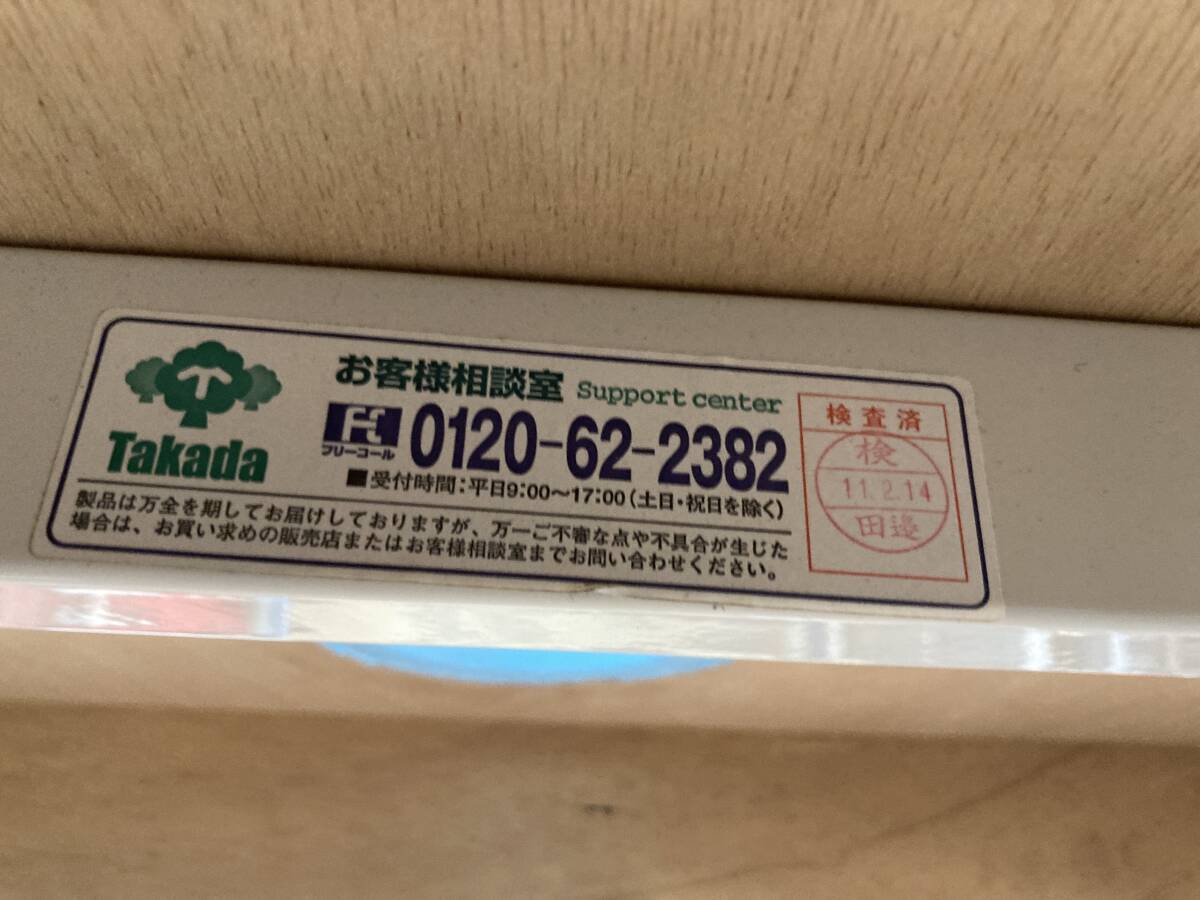 Takada
お客様相談室 Support center
フリーコール 0120-62-2382
■受付時間:平日9:00〜17:00(土日・祝日を除く)
製品は万全を期してお届けしておりますが、万一ご不審な点や不具合が生じた
場合は、お買い求めの販売店またはお客様相談室までお問い合わせください。
検査済
検
11.2.14
田邉